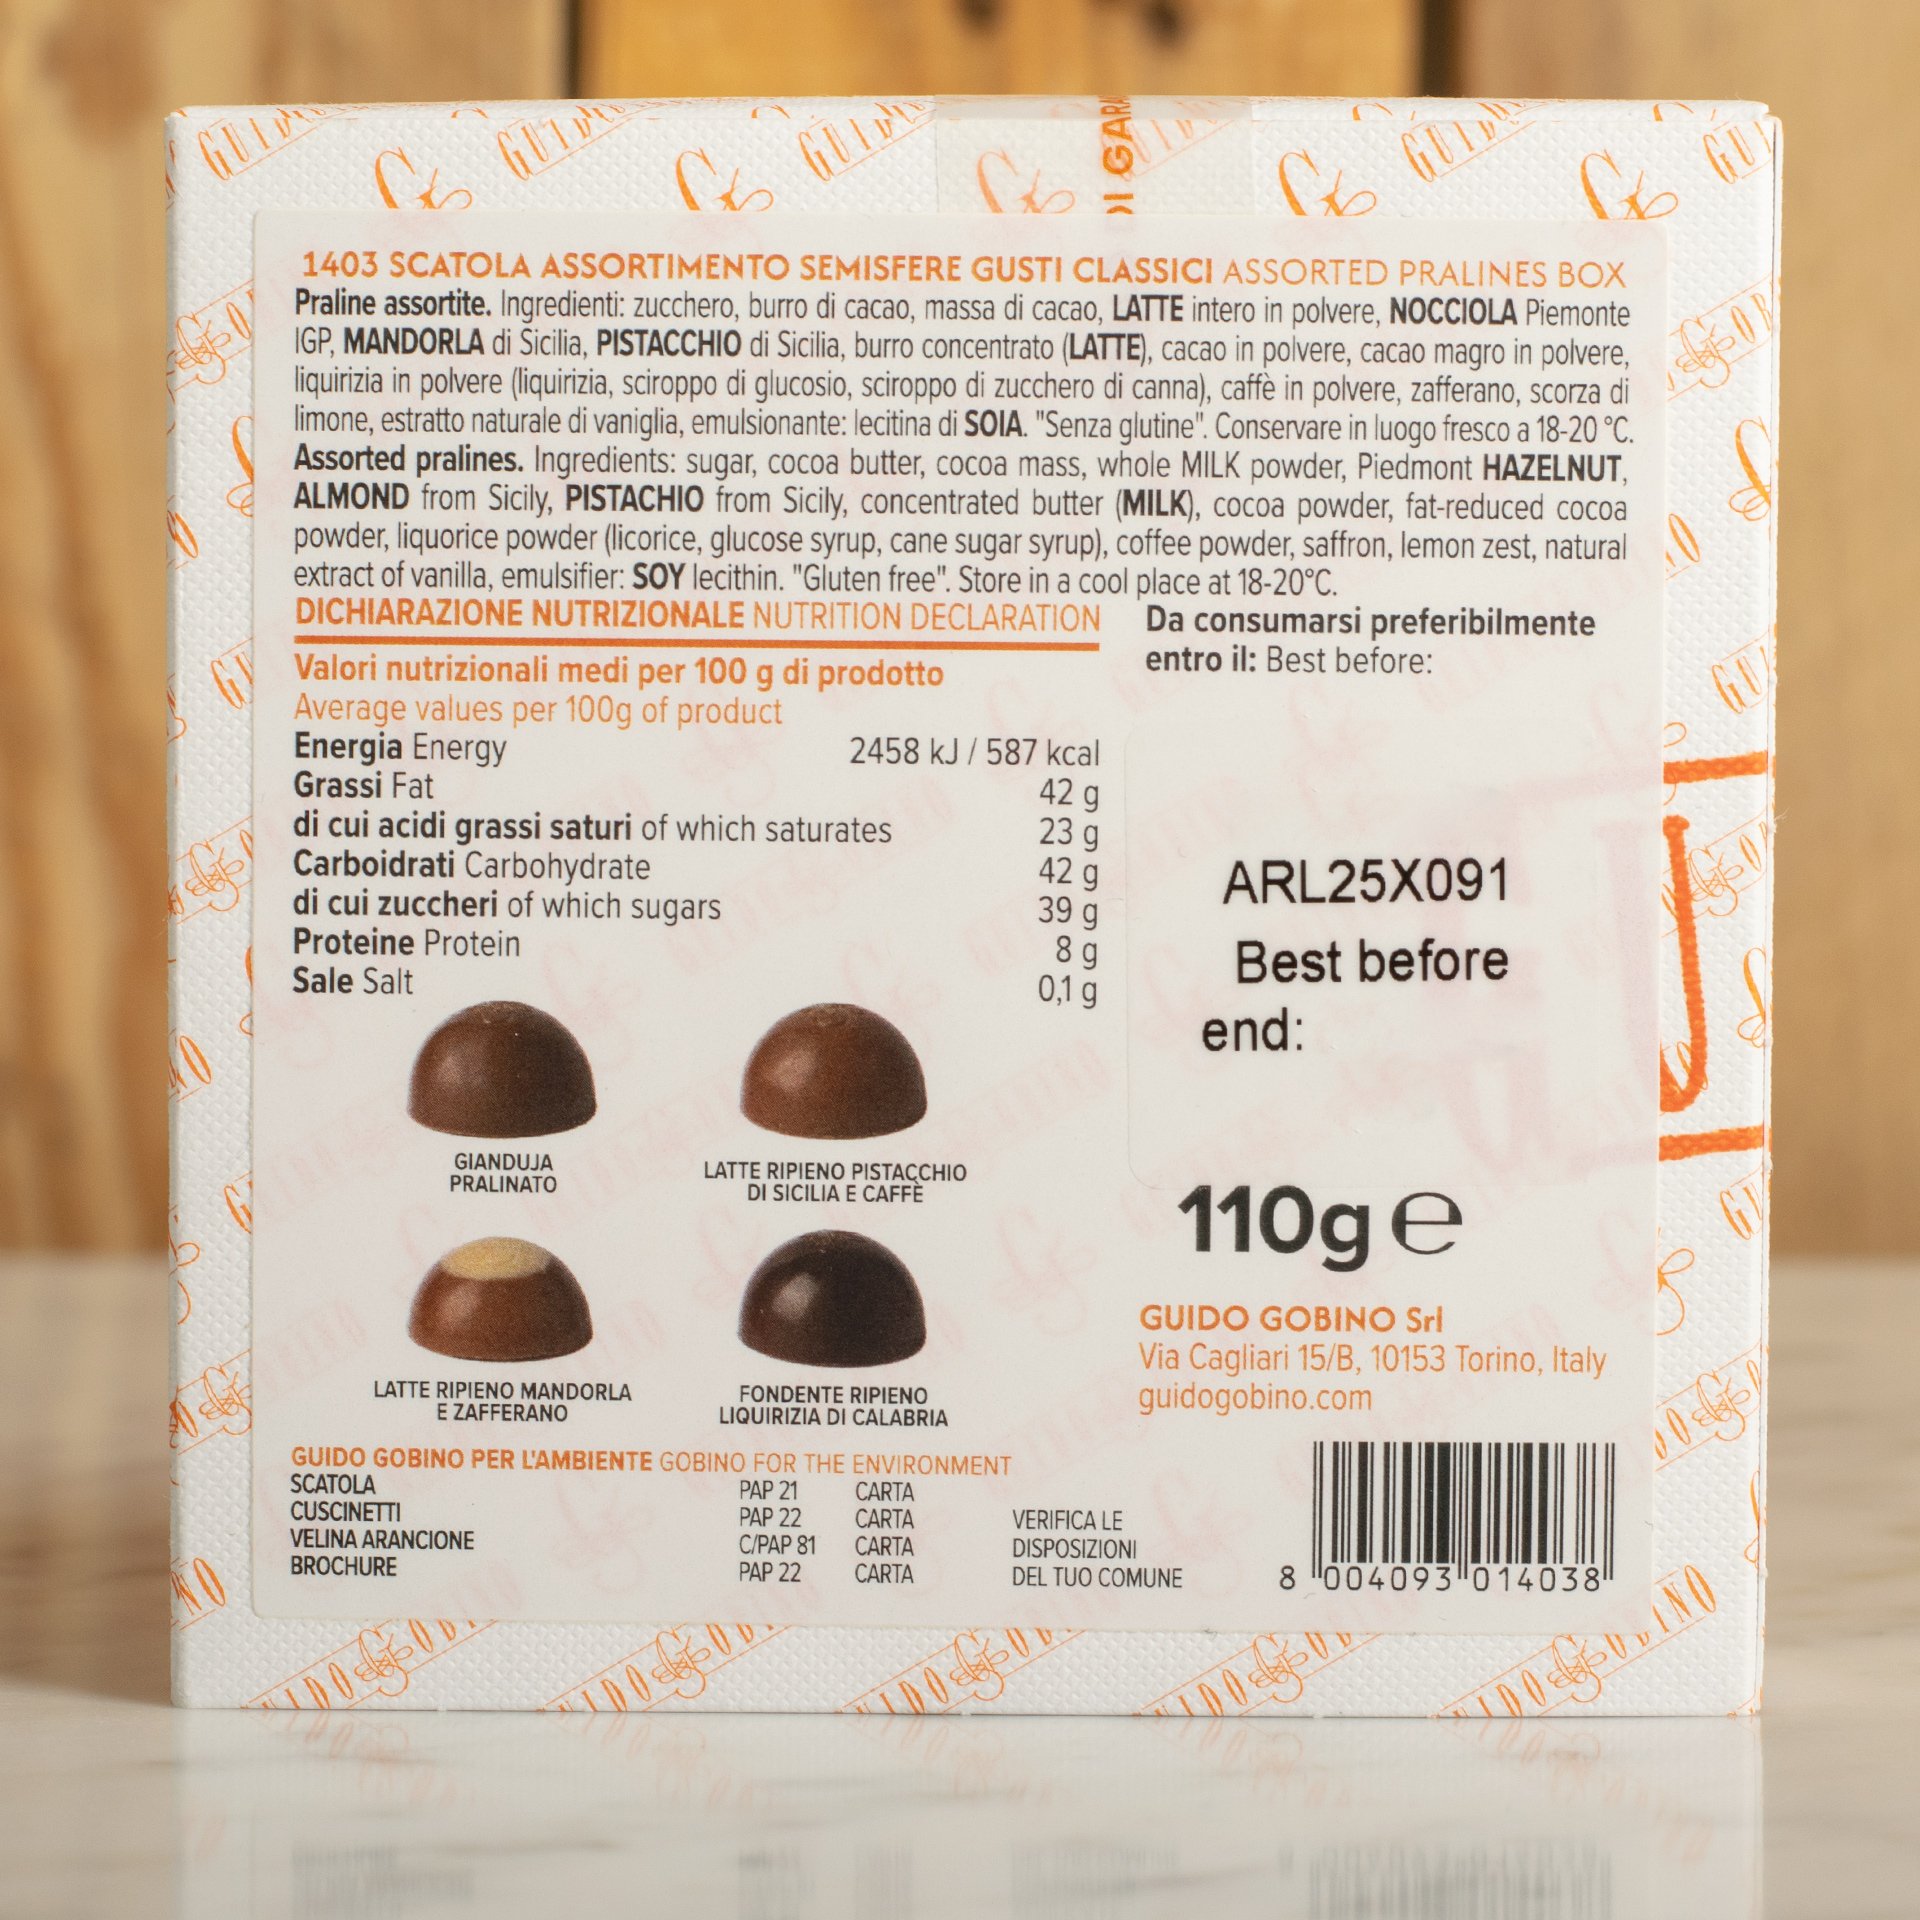 GUIDO
GUIDO
GUIDO
GUIDO
DI GARA
1403 SCATOLA ASSORTIMENTO SEMISFERE GUSTI CLASSICI ASSORTED PRALINES BOX
Praline assortite. Ingredienti: zucchero, burro di cacao, massa di cacao, LATTE intero in polvere, NOCCIOLA Piemonte
IGP, MANDORLA di Sicilia, PISTACCHIO di Sicilia, burro concentrato (LATTE), cacao in polvere, cacao magro in polvere,
liquirizia in polvere (liquirizia, sciroppo di glucosio, sciroppo di zucchero di canna), caffè in polvere, zafferano, scorza di
limone, estratto naturale di vaniglia, emulsionante: lecitina di SOIA. "Senza glutine". Conservare in luogo fresco a 18-20 °C.
Assorted pralines. Ingredients: sugar, cocoa butter, cocoa mass, whole MILK powder, Piedmont HAZELNUT,
ALMOND from Sicily, PISTACHIO from Sicily, concentrated butter (MILK), cocoa powder, fat-reduced cocoa
powder, liquorice powder (licorice, glucose syrup, cane sugar syrup), coffee powder, saffron, lemon zest, natural
extract of vanilla, emulsifier: SOY lecithin. "Gluten free". Store in a cool place at 18-20°C.
DICHIARAZIONE NUTRIZIONALE NUTRITION DECLARATION
Valori nutrizionali medi per 100 g di prodotto
Average values per 100g of product
Energia Energy 2458 kJ / 587 kcal
Grassi Fat 42 g
di cui acidi grassi saturi of which saturates 23 g
Carboidrati Carbohydrate 42 g
di cui zuccheri of which sugars 39 g
Proteine Protein 8 g
Sale Salt 0,1 g
Da consumarsi preferibilmente
entro il: Best before:
ARL25X091
Best before
end:
GIANDUJA
PRALINATO
LATTE RIPIENO PISTACCHIO
DI SICILIA E CAFFÈ
LATTE RIPIENO MANDORLA
E ZAFFERANO
FONDENTE RIPIENO
LIQUIRIZIA DI CALABRIA
110g e
GUIDO GOBINO Srl
Via Cagliari 15/B, 10153 Torino, Italy
guidogobino.com
GUIDO GOBINO PER L'AMBIENTE GOBINO FOR THE ENVIRONMENT
SCATOLA PAP 21 CARTA
CUSCINETTI PAP 22 CARTA
VELINA ARANCIONE C/PAP 81 CARTA
BROCHURE PAP 22 CARTA
VERIFICA LE
DISPOSIZIONI
DEL TUO COMUNE
8 004093 014038